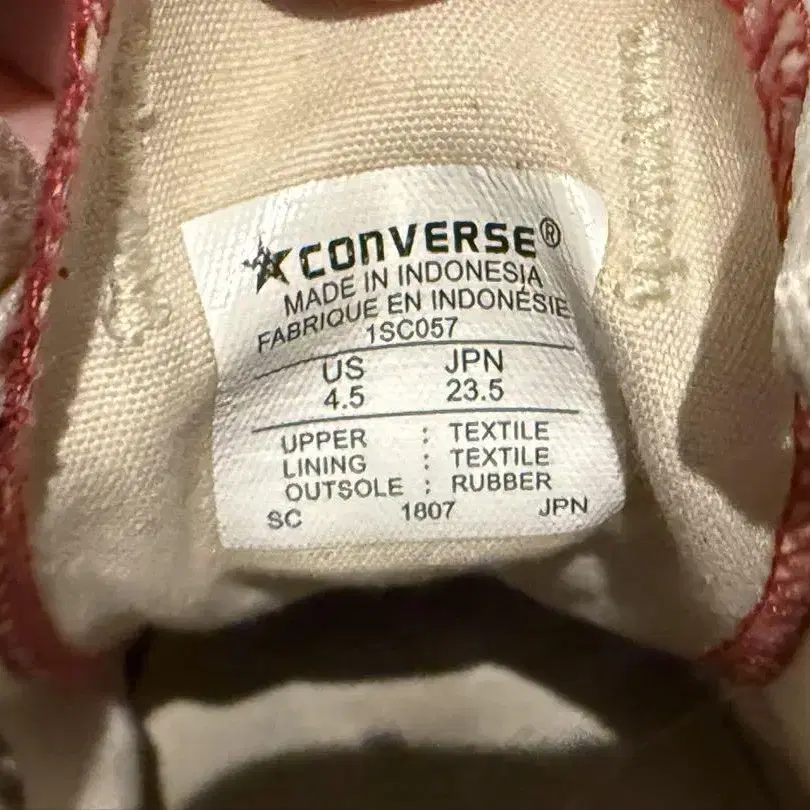 CONVERSE®
MADE IN INDONESIA
FABRIQUE EN INDONÉSIE
1SC057
US JPN
4.5 23.5
UPPER : TEXTILE
LINING : TEXTILE
OUTSOLE : RUBBER
SC 1807 JPN